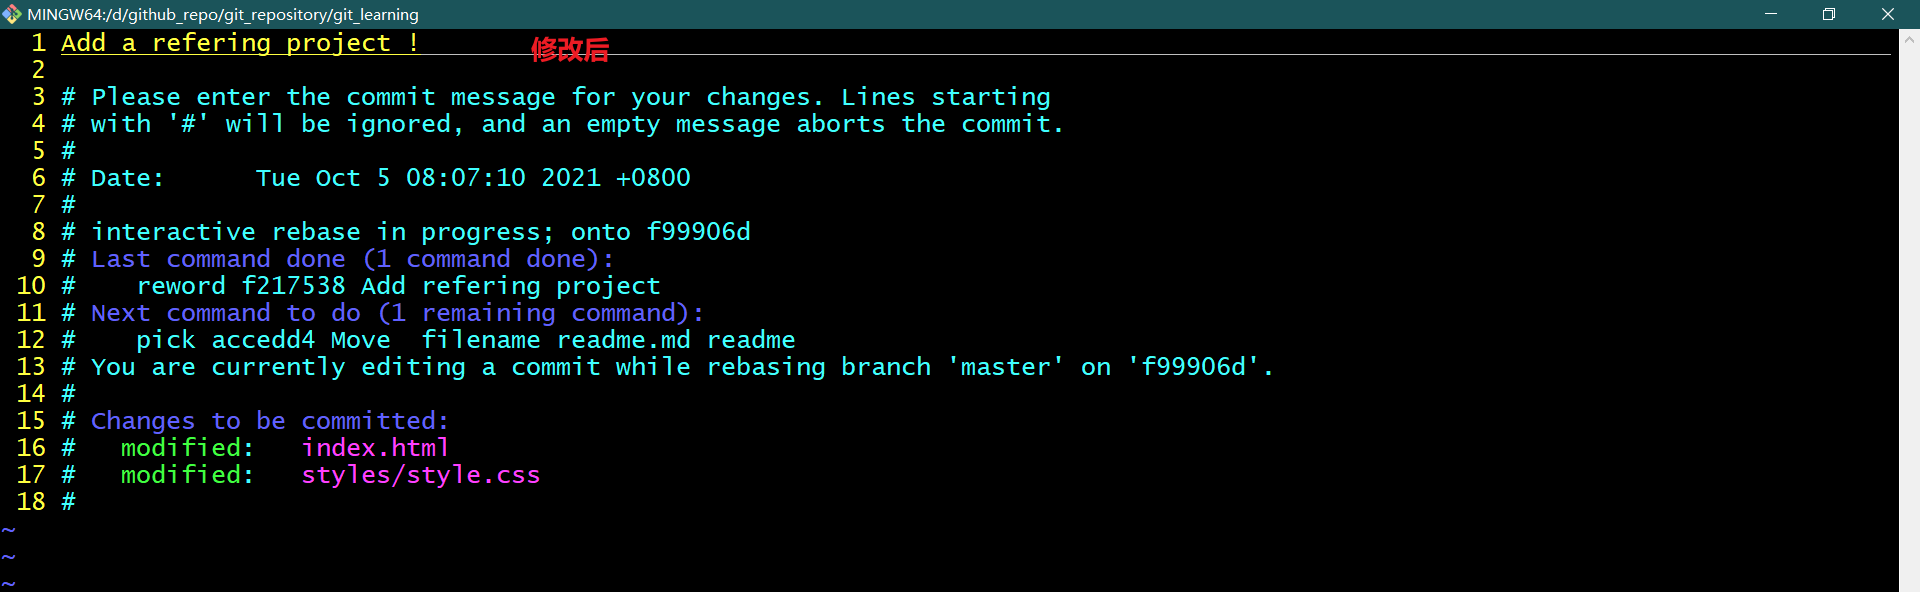 MINGW64:/d/github_repo/git_repository/git_learning
1 Add a refering project ! 修改后
2
3 # Please enter the commit message for your changes. Lines starting
4 # with '#' will be ignored, and an empty message aborts the commit.
5 #
6 # Date:      Tue Oct 5 08:07:10 2021 +0800
7 #
8 # interactive rebase in progress; onto f99906d
9 # Last command done (1 command done):
10 #    reword f217538 Add refering project
11 # Next command to do (1 remaining command):
12 #    pick accedd4 Move  filename readme.md readme
13 # You are currently editing a commit while rebasing branch 'master' on 'f99906d'.
14 #
15 # Changes to be committed:
16 #   modified:   index.html
17 #   modified:   styles/style.css
18 #
~
~
~